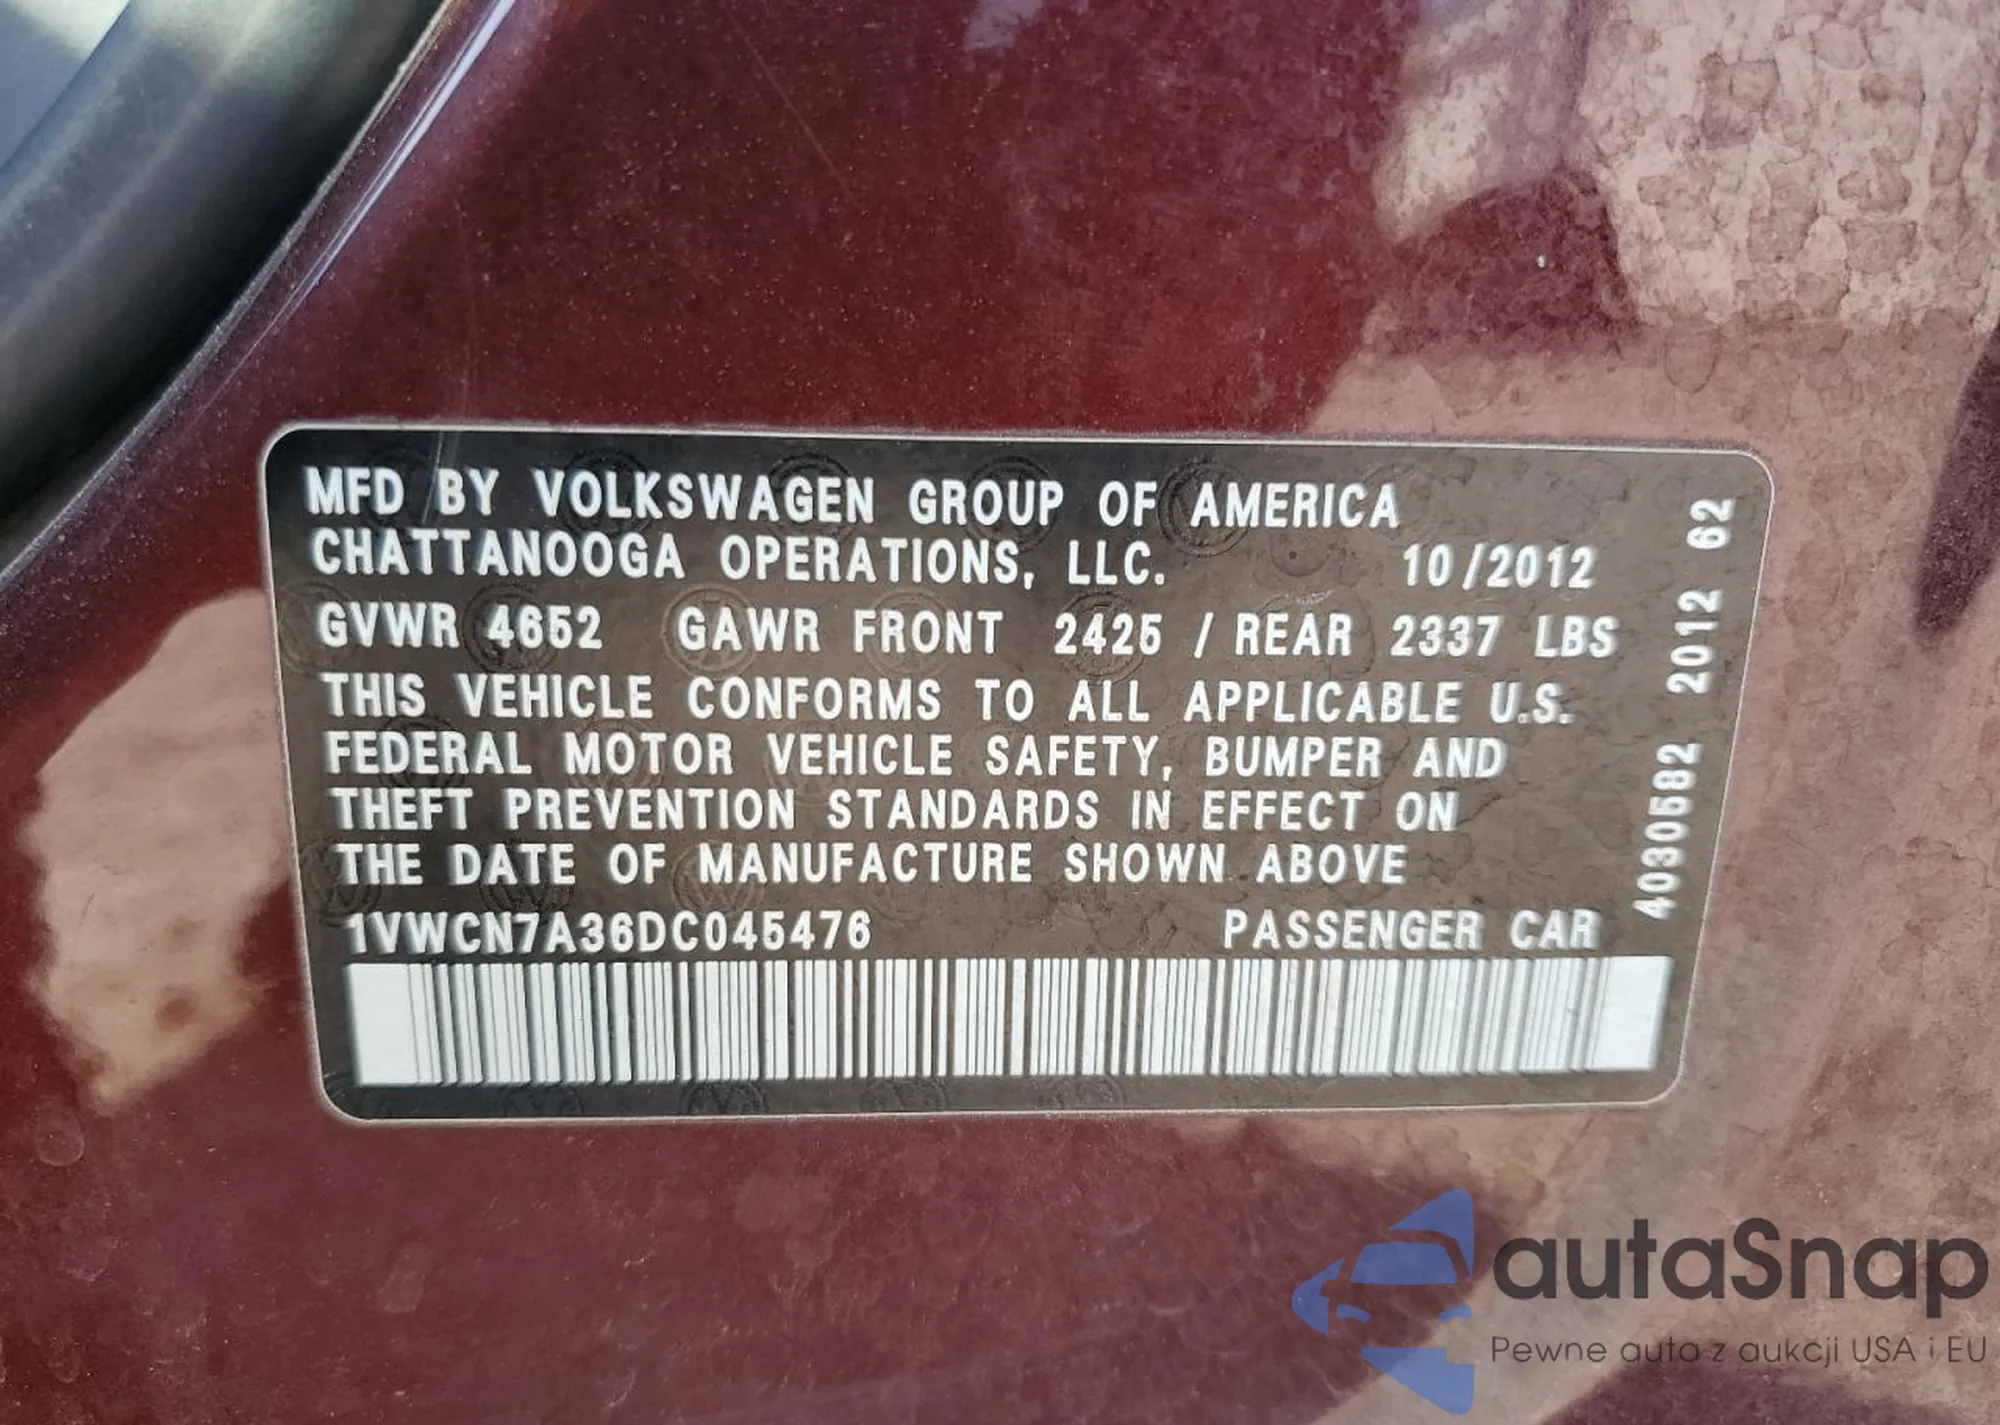 MFD BY VOLKSWAGEN GROUP OF AMERICA
CHATTANOOGA OPERATIONS, LLC. 10/2012
GVWR 4652 GAWR FRONT 2425 / REAR 2337 LBS
THIS VEHICLE CONFORMS TO ALL APPLICABLE U.S.
FEDERAL MOTOR VEHICLE SAFETY, BUMPER AND
THEFT PREVENTION STANDARDS IN EFFECT ON
THE DATE OF MANUFACTURE SHOWN ABOVE
1VWCN7A36DC045476 PASSENGER CAR
4030582 2012 62
autaSnap
Pewne auta z aukcji USA i EU